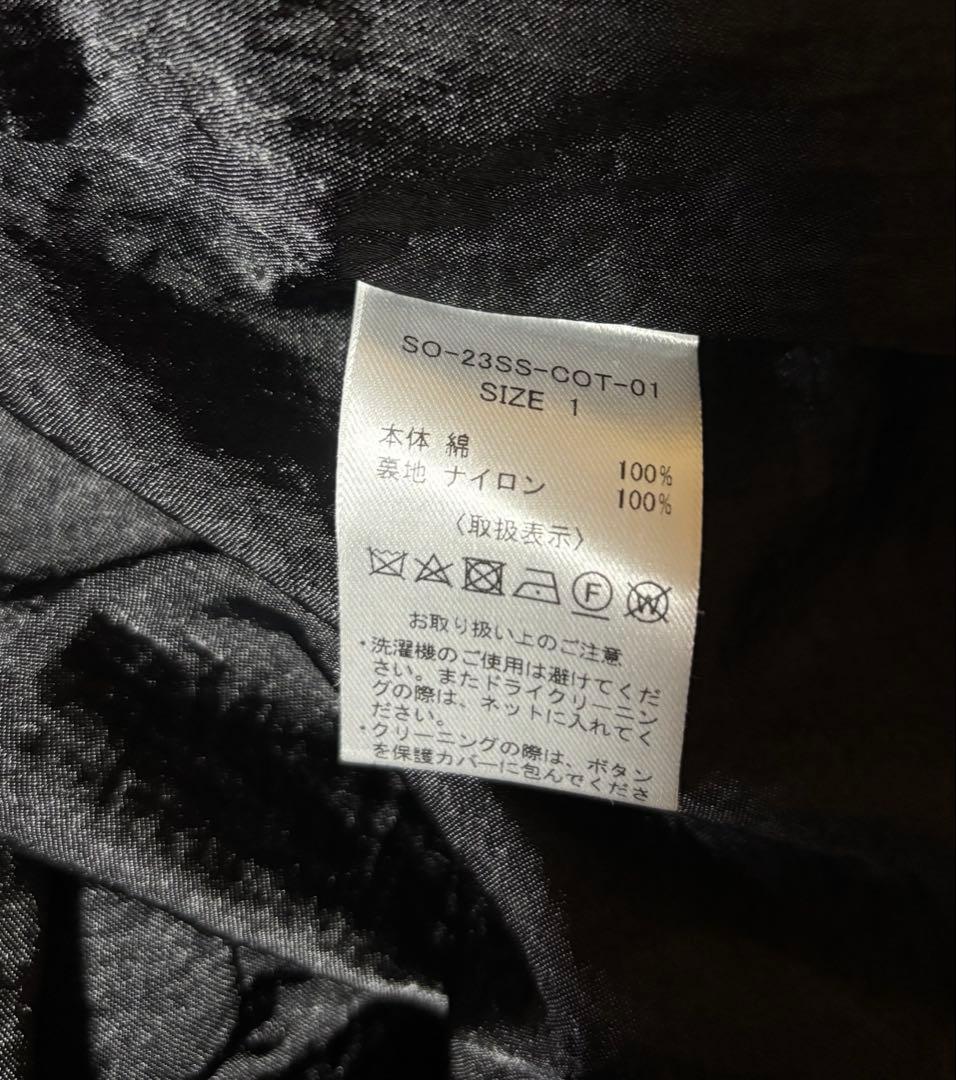 SO-23SS-COT-01
SIZE 1
本体 綿 100%
裏地 ナイロン 100%
〈取扱表示〉
F W
お取り扱い上のご注意
・洗濯機のご使用は避けてくだ
さい。またドライクリーニン
グの際は、ネットに入れてく
ださい。
・クリーニングの際は、ボタン
を保護カバーに包んでくださ